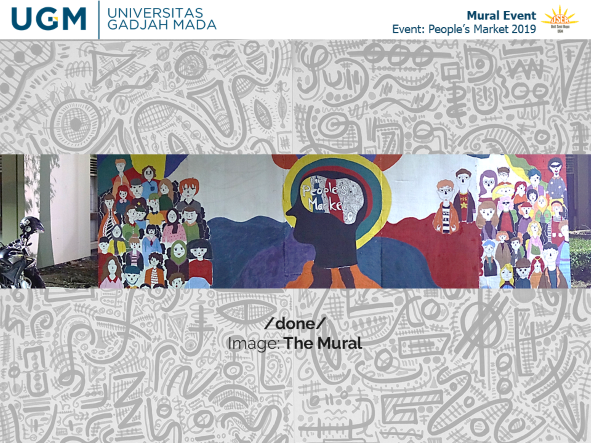 UGM
UNIVERSITAS
GADJAH MADA
Mural Event
Event: People's Market 2019
People's
Market
/done/
Image: The Mural